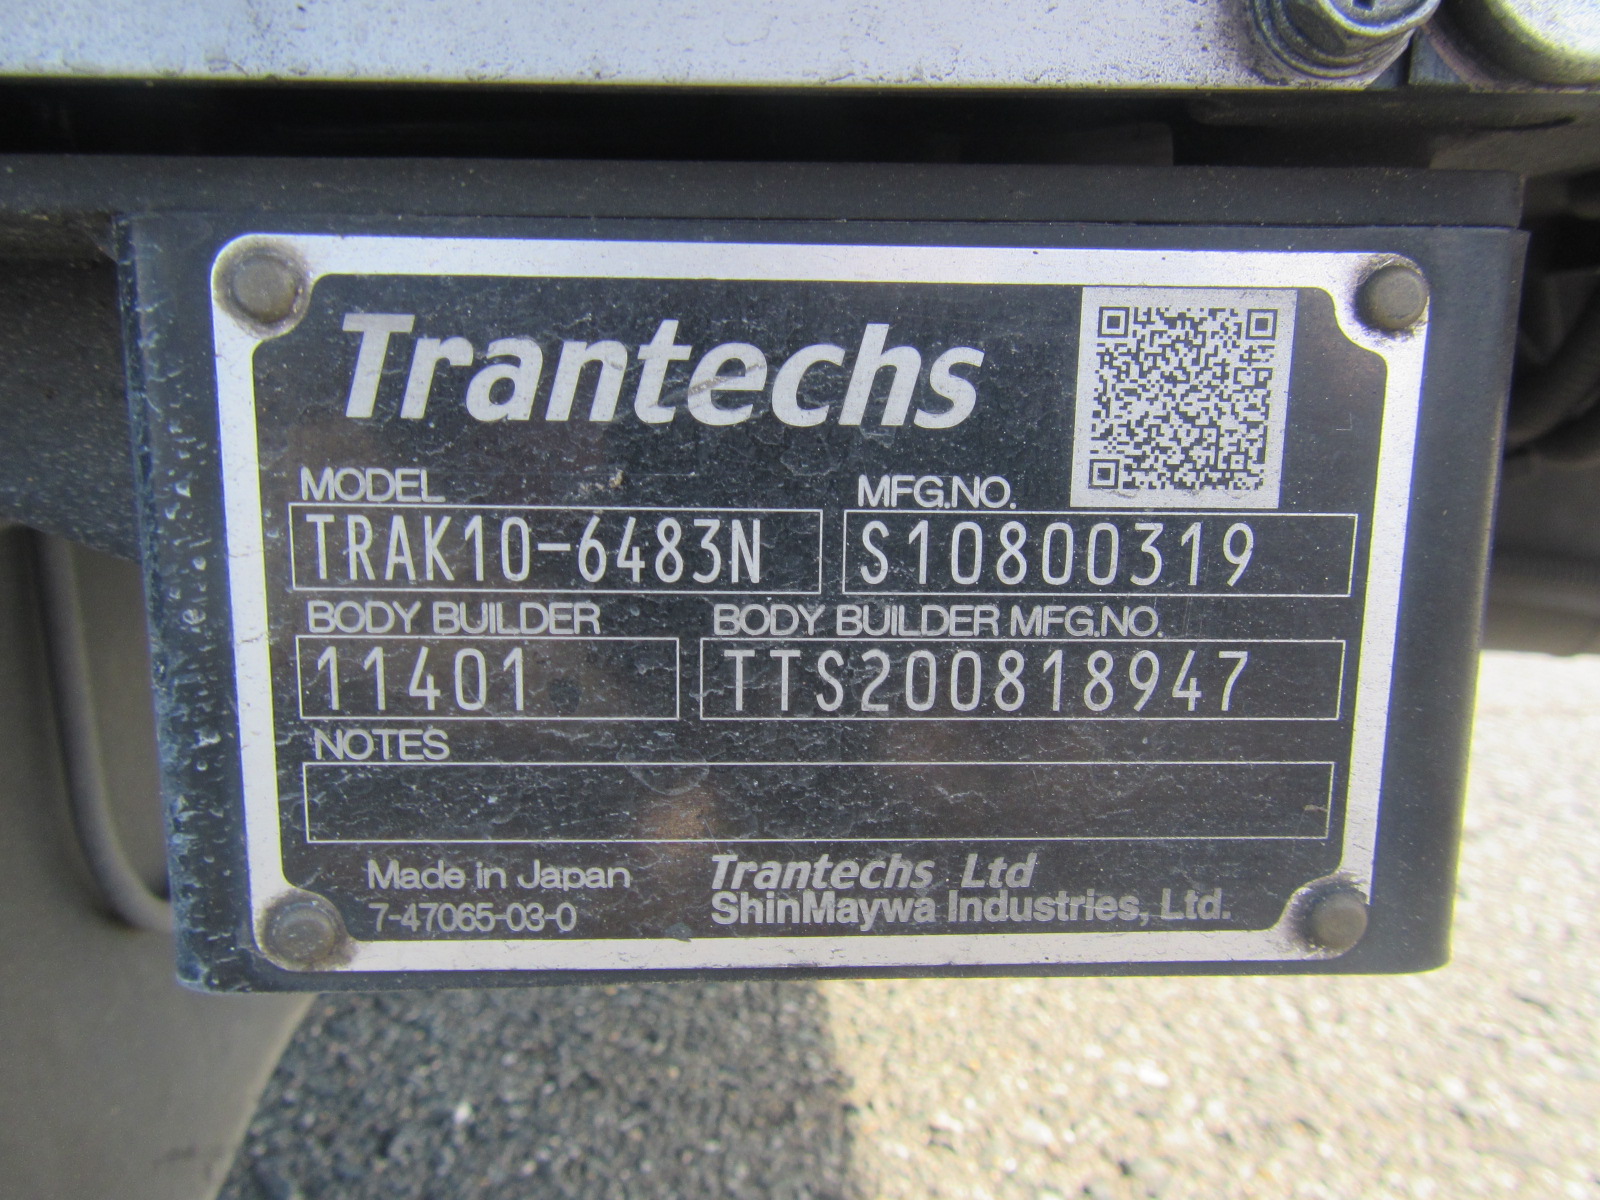 Trantechs
MODEL
MFG.NO.
TRAK10-6483N
S10800319
BODY BUILDER
BODY BUILDER MFG.NO.
11401
TTS200818947
NOTES
Made in Japan
Trantechs Ltd
7-47065-03-0
ShinMaywa Industries, Ltd.